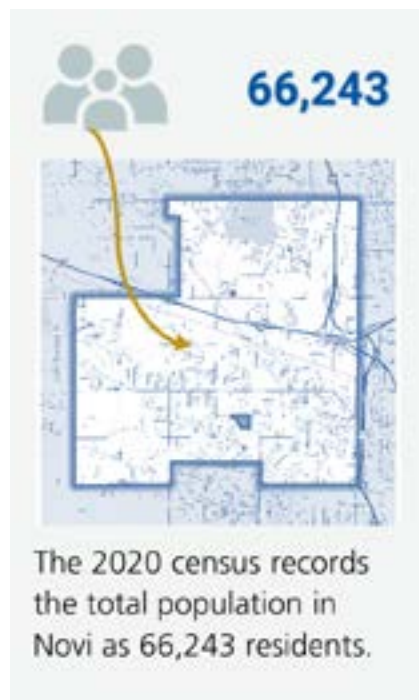 66,243
The 2020 census records
the total population in
Novi as 66,243 residents.